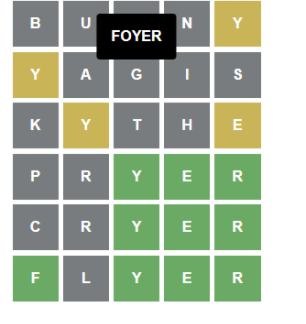 B U N Y
FOYER
Y A G I S
K Y T H E
P R Y E R
C R Y E R
F L Y E R